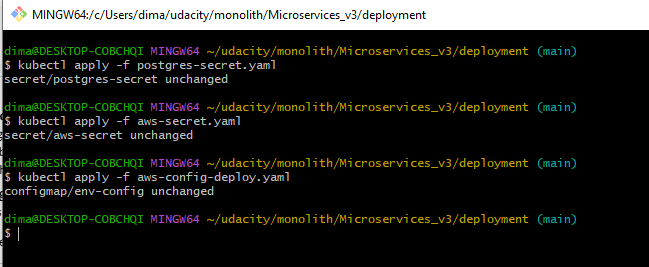 MINGW64:/c/Users/dima/udacity/monolith/Microservices_v3/deployment
dima@DESKTOP-COBCHQI MINGW64 ~/udacity/monolith/Microservices_v3/deployment (main)
$ kubectl apply -f postgres-secret.yaml
secret/postgres-secret unchanged
dima@DESKTOP-COBCHQI MINGW64 ~/udacity/monolith/Microservices_v3/deployment (main)
$ kubectl apply -f aws-secret.yaml
secret/aws-secret unchanged
dima@DESKTOP-COBCHQI MINGW64 ~/udacity/monolith/Microservices_v3/deployment (main)
$ kubectl apply -f aws-config-deploy.yaml
configmap/env-config unchanged
dima@DESKTOP-COBCHQI MINGW64 ~/udacity/monolith/Microservices_v3/deployment (main)
$